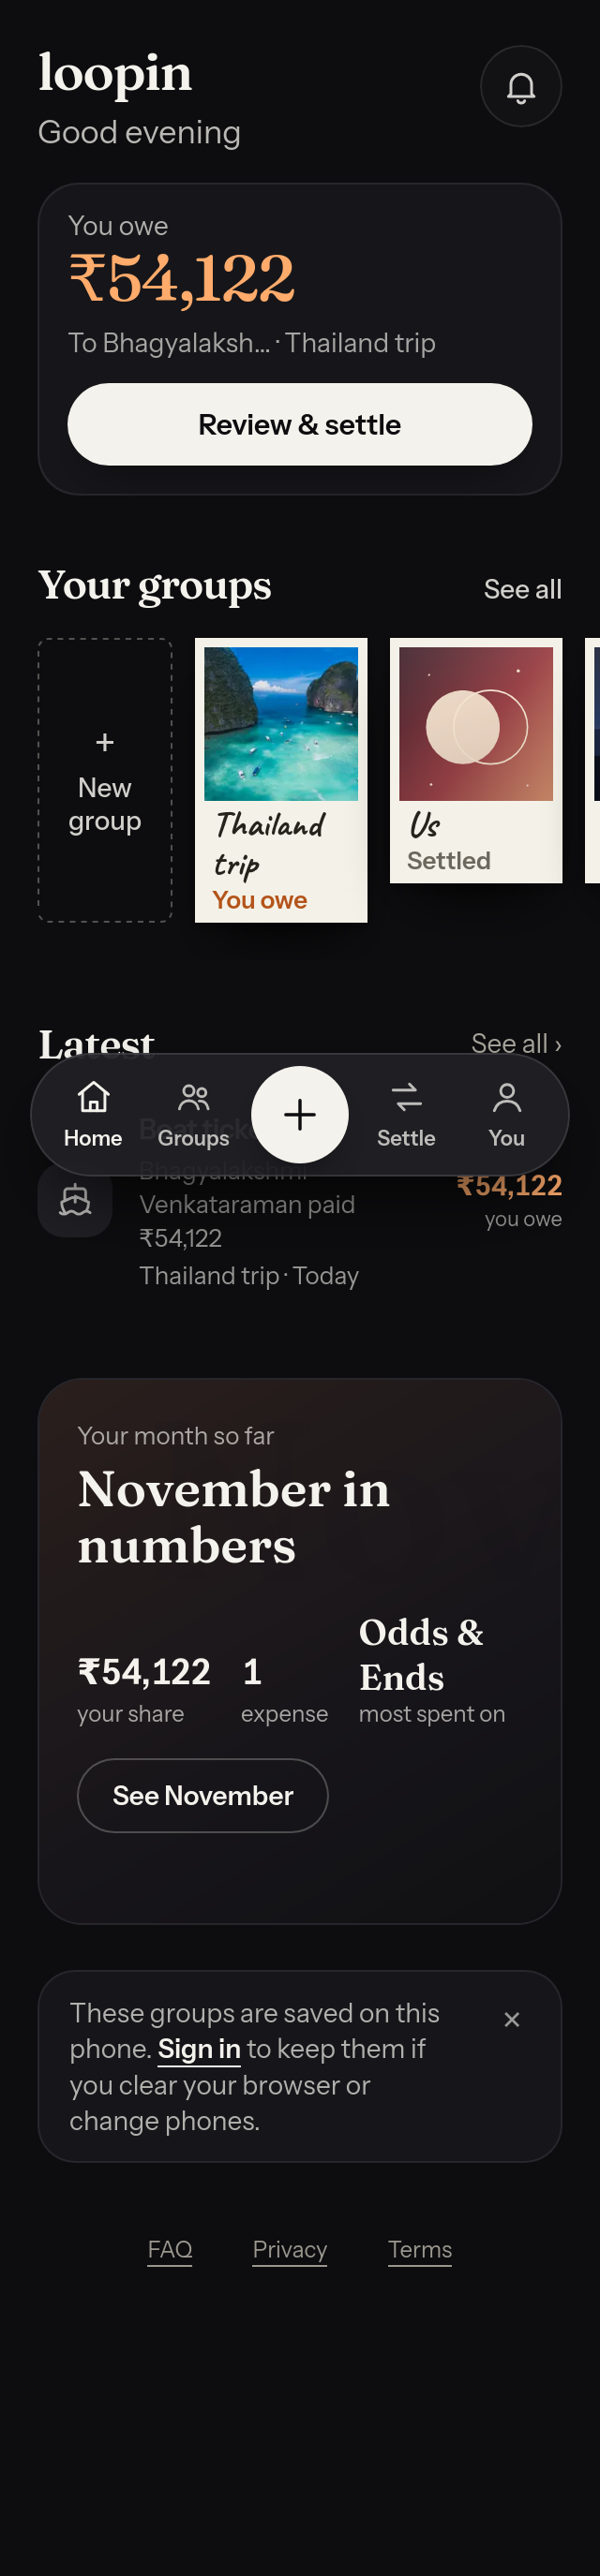 loopin
Good evening
You owe
₹54,122
To Bhagyalaksh... · Thailand trip
Review & settle
Your groups
See all
+
New
group
Thailand
trip
You owe
Us
Settled
Latest
See all ›
Home
Groups
Settle
You
Bhagyalakshmi
Venkataraman paid
₹54,122
Thailand trip · Today
₹54,122
you owe
Your month so far
November in
numbers
₹54,122
your share
1
expense
Odds &
Ends
most spent on
See November
These groups are saved on this
phone. Sign in to keep them if
you clear your browser or
change phones.
FAQ
Privacy
Terms